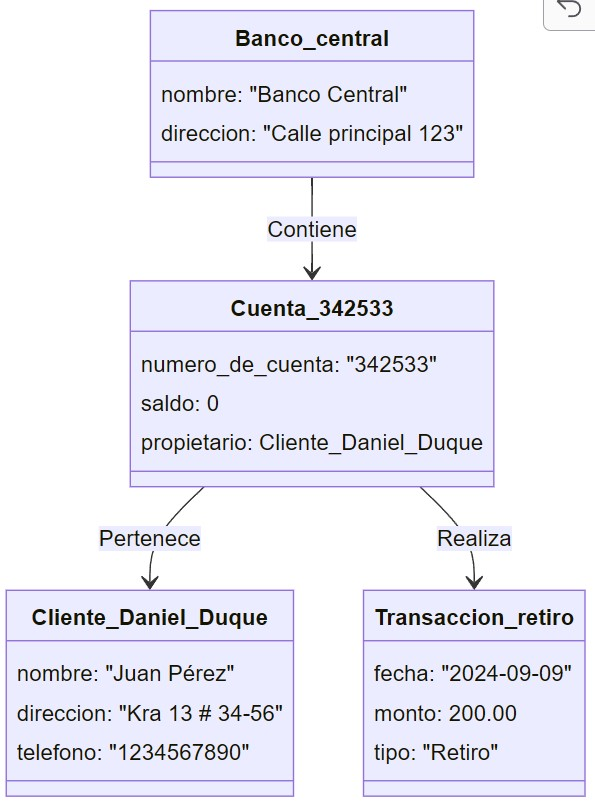 Banco_central
nombre: "Banco Central"
direccion: "Calle principal 123"
Contiene
Cuenta_342533
numero_de_cuenta: "342533"
saldo: 0
propietario: Cliente_Daniel_Duque
Pertenece
Realiza
Cliente_Daniel_Duque
nombre: "Juan Pérez"
direccion: "Kra 13 # 34-56"
telefono: "1234567890"
Transaccion_retiro
fecha: "2024-09-09"
monto: 200.00
tipo: "Retiro"